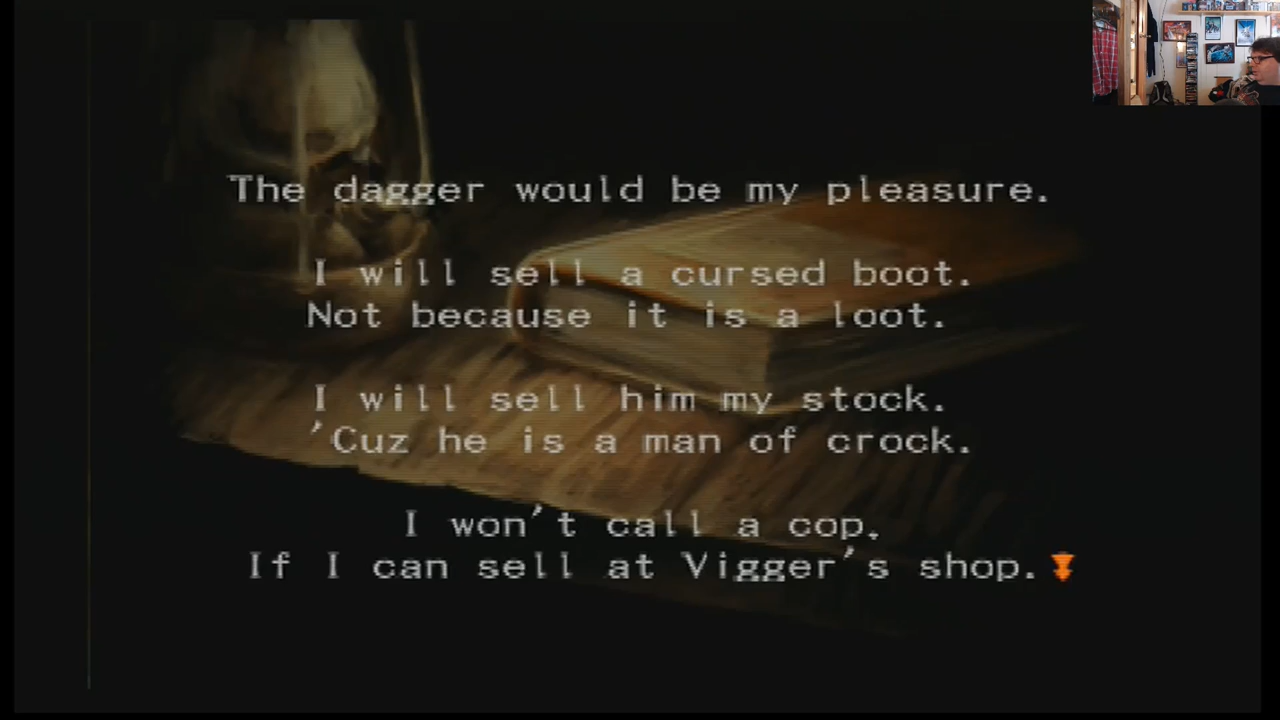 The dagger would be my pleasure.
I will sell a cursed boot.
Not because it is a loot.
I will sell him my stock.
'Cuz he is a man of crock.
I won't call a cop.
If I can sell at Vigger's shop.